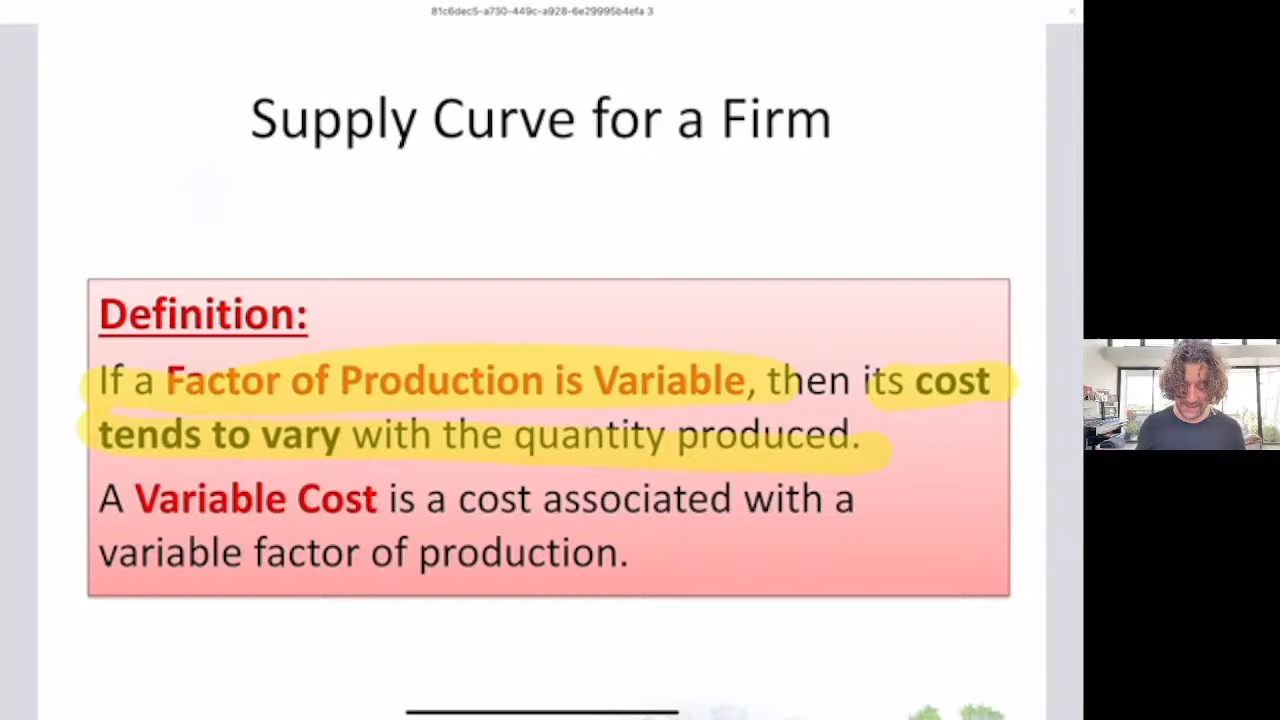 81c6dec5-a730-449c-a928-6e29995b4efa 3
Supply Curve for a Firm
Definition:
If a Factor of Production is Variable, then its cost
tends to vary with the quantity produced.
A Variable Cost is a cost associated with a
variable factor of production.